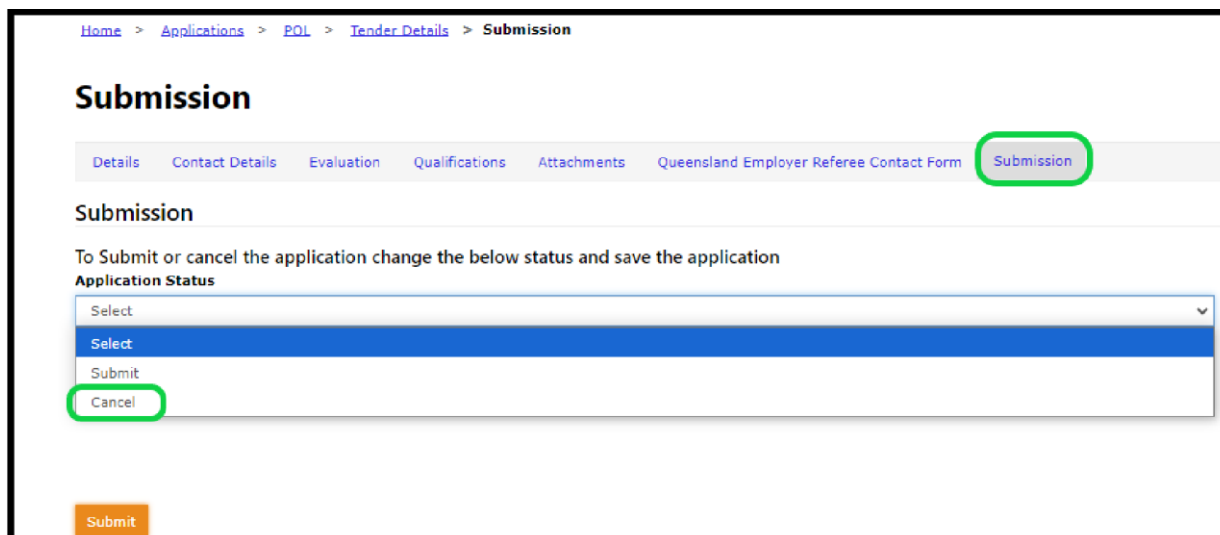 Home > Applications > POL > Tender Details > Submission
Submission
Details Contact Details Evaluation Qualifications Attachments Queensland Employer Referee Contact Form Submission
Submission
To Submit or cancel the application change the below status and save the application
Application Status
Select
Select
Submit
Cancel
Submit